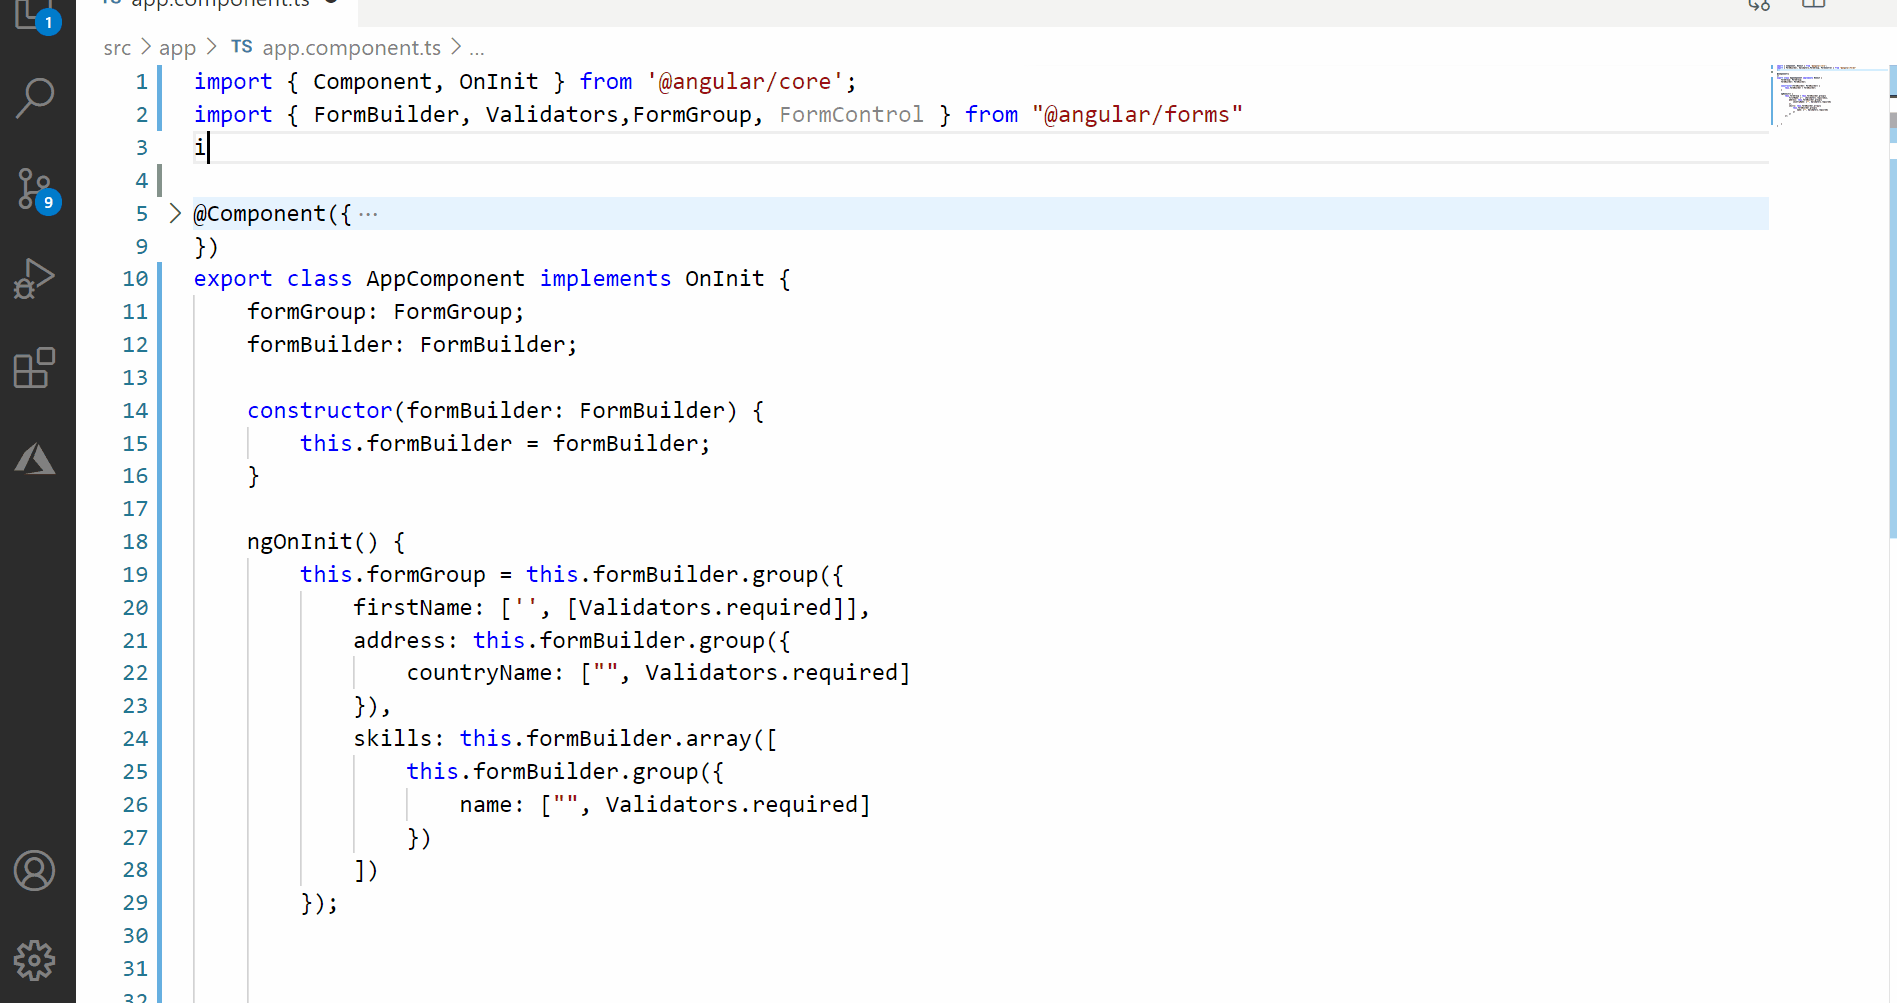 TS app.component.ts
src > app > TS app.component.ts > ...
1 import { Component, OnInit } from '@angular/core';
2 import { FormBuilder, Validators,FormGroup, FormControl } from "@angular/forms"
3 i
4
5 @Component({ ...
9 })
10 export class AppComponent implements OnInit {
11 formGroup: FormGroup;
12 formBuilder: FormBuilder;
13
14 constructor(formBuilder: FormBuilder) {
15 this.formBuilder = formBuilder;
16 }
17
18 ngOnInit() {
19 this.formGroup = this.formBuilder.group({
20 firstName: ['', [Validators.required]],
21 address: this.formBuilder.group({
22 countryName: ["", Validators.required]
23 }),
24 skills: this.formBuilder.array([
25 this.formBuilder.group({
26 name: ["", Validators.required]
27 })
28 ])
29 });
30
31
32
1
9